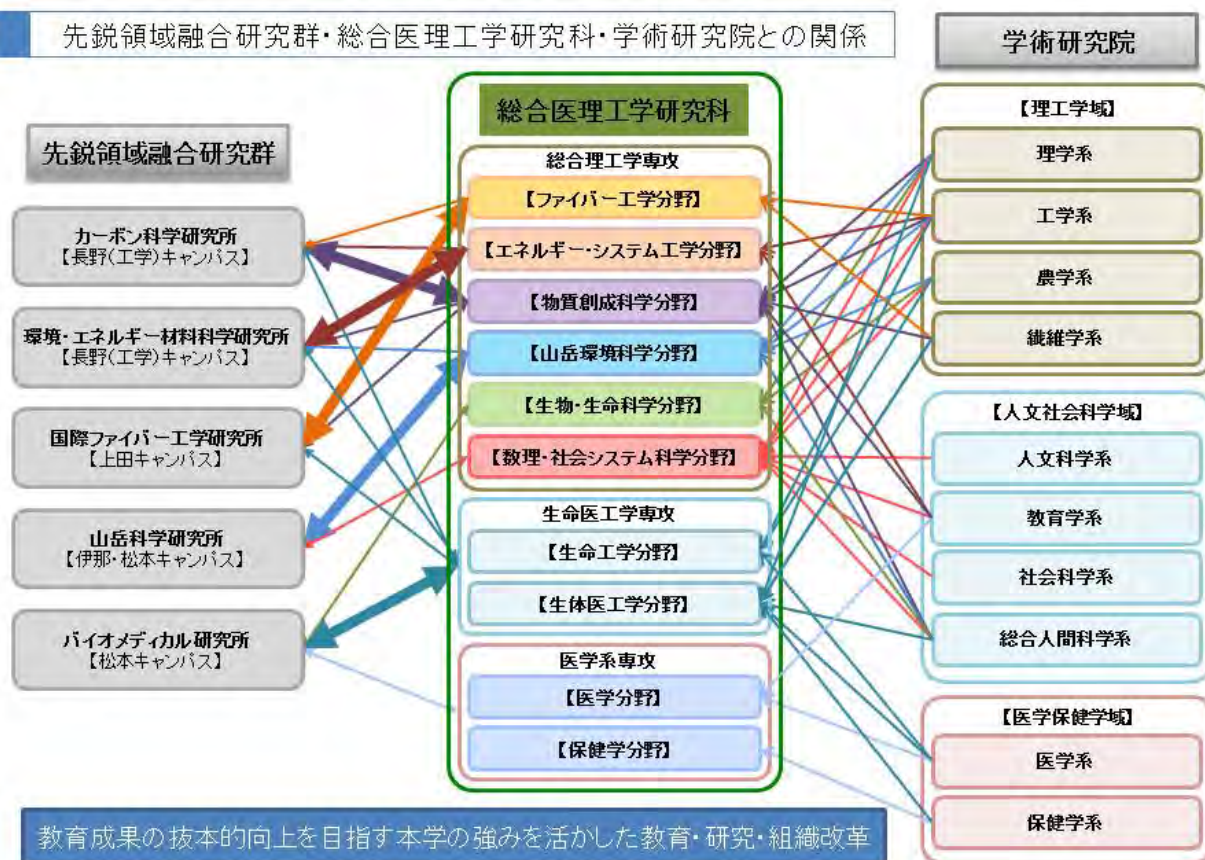 先鋭領域融合研究群・総合医理工学研究科・学術研究院との関係
先鋭領域融合研究群
カーボン科学研究所
【長野(工学)キャンパス】
環境・エネルギー材料科学研究所
【長野(工学)キャンパス】
国際ファイバー工学研究所
【上田キャンパス】
山岳科学研究所
【伊那・松本キャンパス】
バイオメディカル研究所
【松本キャンパス】
総合医理工学研究科
総合理工学専攻
【ファイバー工学分野】
【エネルギー・システム工学分野】
【物質創成科学分野】
【山岳環境科学分野】
【生物・生命科学分野】
【数理・社会システム科学分野】
生命医工学専攻
【生命工学分野】
【生体医工学分野】
医学系専攻
【医学分野】
【保健学分野】
学術研究院
【理工学域】
理学系
工学系
農学系
繊維学系
【人文社会科学域】
人文科学系
教育学系
社会科学系
総合人間科学系
【医学保健学域】
医学系
保健学系
教育成果の抜本的向上を目指す本学の強みを活かした教育・研究・組織改革